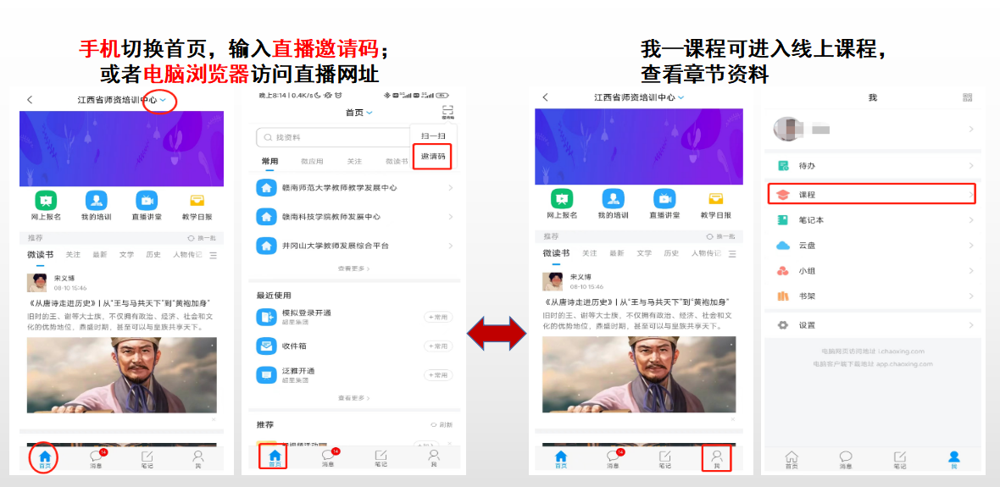 手机切换首页，输入直播邀请码；
或者电脑浏览器访问直播网址
我—课程可进入线上课程，
查看章节资料
江西省师资培训中心
网上报名
我的培训
直播讲堂
教学日报
推荐
换一批
微读书 关注 最新 文学 历史 人物传记
宋义博
08-10 15:46
《从唐诗走进历史》| 从“王与马共天下”到“黄袍加身”
旧时的王、谢等大士族，不仅拥有政治、经济、社会和文
化的优势地位，鼎盛时期，甚至可以与皇族共享天下。
首页
14
消息
笔记
我
晚上8:14 | 0.4K/s
首页
邀请码
找资料
扫一扫
邀请码
常用 微应用 关注 微读书
赣南师范大学教师教学发展中心
赣南科技学院教师发展中心
井冈山大学教师发展综合平台
查看更多
最近使用
模拟登录开通
超星集团
+常用
收件箱
+常用
泛雅开通
超星集团
+常用
查看更多
推荐
刷新
首页
14
消息
笔记
我
江西省师资培训中心
网上报名
我的培训
直播讲堂
教学日报
推荐
换一批
微读书 关注 最新 文学 历史 人物传记
宋义博
08-10 15:46
《从唐诗走进历史》| 从“王与马共天下”到“黄袍加身”
旧时的王、谢等大士族，不仅拥有政治、经济、社会和文
化的优势地位，鼎盛时期，甚至可以与皇族共享天下。
首页
14
消息
笔记
我
我
待办
课程
笔记本
云盘
小组
书架
设置
电脑网页访问地址 i.chaoxing.com
电脑客户端下载地址 app.chaoxing.com
首页
消息
笔记
我